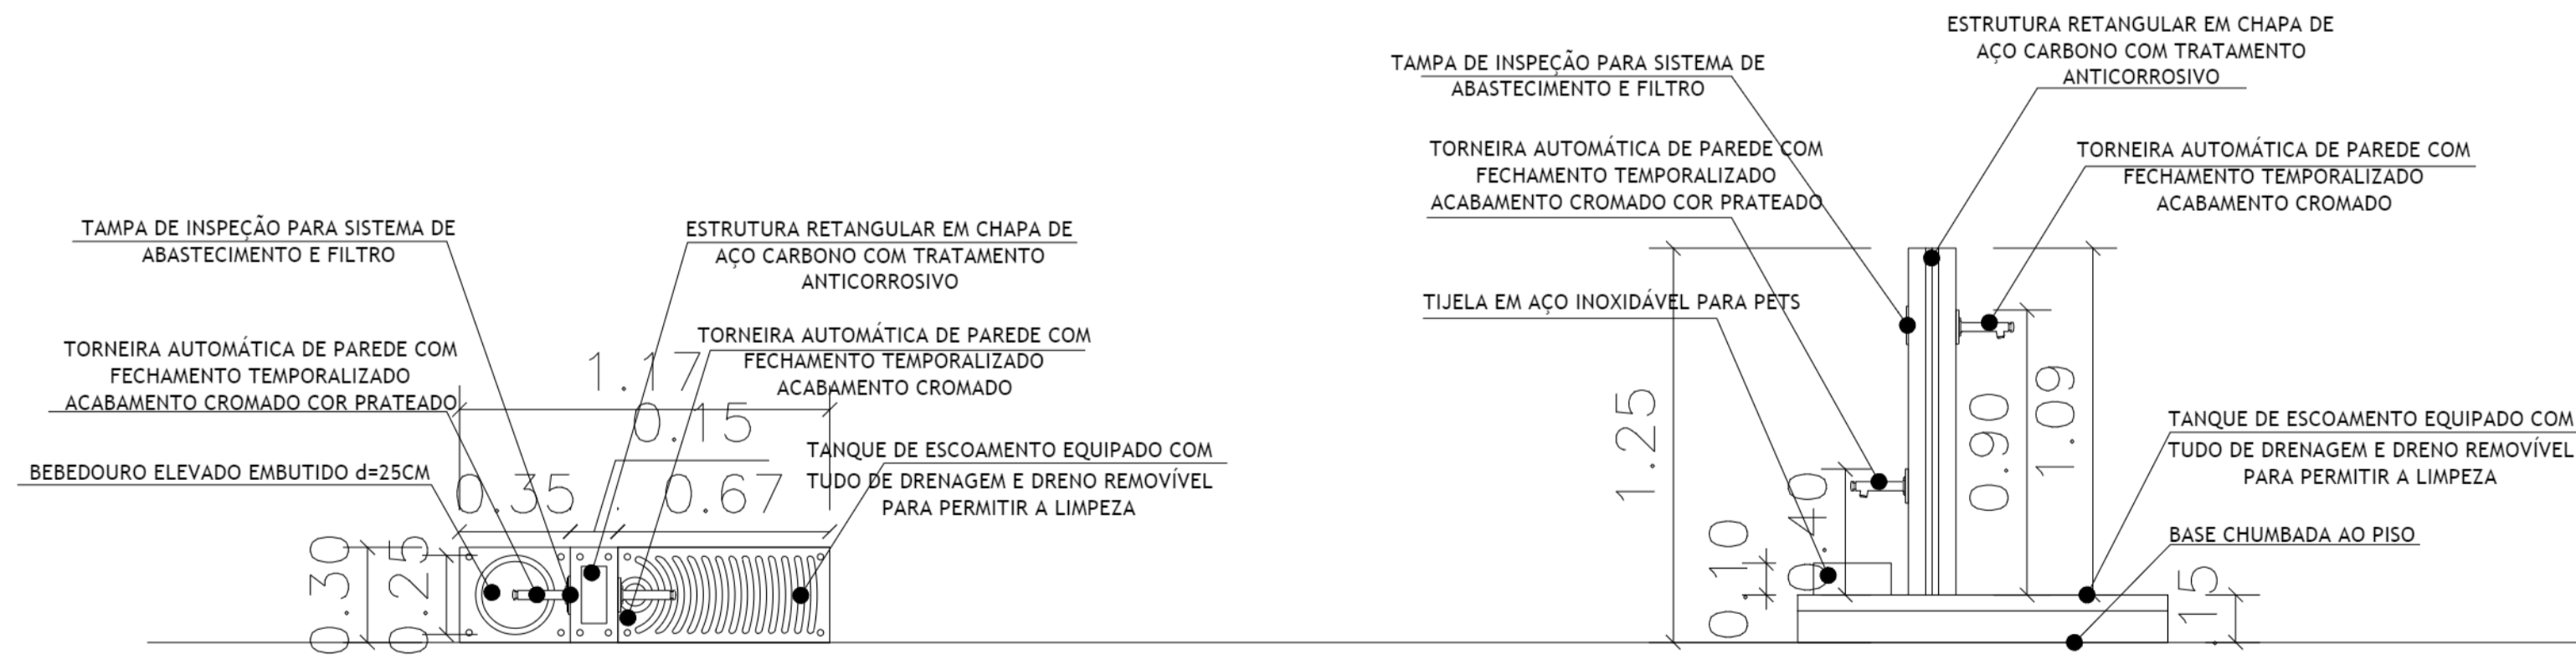 TAMPA DE INSPEÇÃO PARA SISTEMA DE
ABASTECIMENTO E FILTRO
ESTRUTURA RETANGULAR EM CHAPA DE
AÇO CARBONO COM TRATAMENTO
ANTICORROSIVO
TORNEIRA AUTOMÁTICA DE PAREDE COM
FECHAMENTO TEMPORALIZADO
ACABAMENTO CROMADO COR PRATEADO
TORNEIRA AUTOMÁTICA DE PAREDE COM
FECHAMENTO TEMPORALIZADO
ACABAMENTO CROMADO
BEBEDOURO ELEVADO EMBUTIDO d=25CM
TANQUE DE ESCOAMENTO EQUIPADO COM
TUDO DE DRENAGEM E DRENO REMOVÍVEL
PARA PERMITIR A LIMPEZA
1.17
0.15
0.35
0.67
0.30
0.25
ESTRUTURA RETANGULAR EM CHAPA DE
AÇO CARBONO COM TRATAMENTO
ANTICORROSIVO
TAMPA DE INSPEÇÃO PARA SISTEMA DE
ABASTECIMENTO E FILTRO
TORNEIRA AUTOMÁTICA DE PAREDE COM
FECHAMENTO TEMPORALIZADO
ACABAMENTO CROMADO COR PRATEADO
TORNEIRA AUTOMÁTICA DE PAREDE COM
FECHAMENTO TEMPORALIZADO
ACABAMENTO CROMADO
TIJELA EM AÇO INOXIDÁVEL PARA PETS
TANQUE DE ESCOAMENTO EQUIPADO COM
TUDO DE DRENAGEM E DRENO REMOVÍVEL
PARA PERMITIR A LIMPEZA
BASE CHUMBADA AO PISO
1.25
0.10
0.40
0.90
1.09
.15